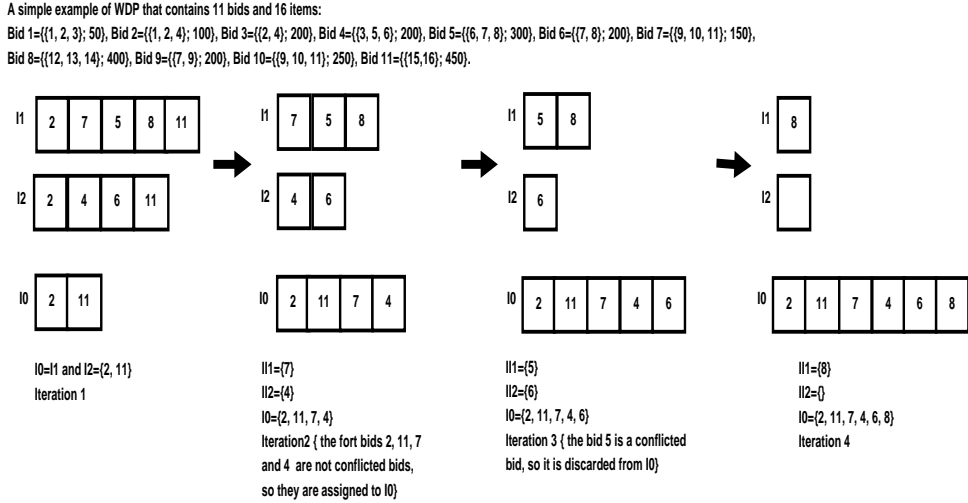 A simple example of WDP that contains 11 bids and 16 items:
Bid 1={{1, 2, 3}; 50}, Bid 2={{1, 2, 4}; 100}, Bid 3={{2, 4}; 200}, Bid 4={{3, 5, 6}; 200}, Bid 5={{6, 7, 8}; 300}, Bid 6={{7, 8}; 200}, Bid 7={{9, 10, 11}; 150},
Bid 8={{12, 13, 14}; 400}, Bid 9={{7, 9}; 200}, Bid 10={{9, 10, 11}; 250}, Bid 11={{15,16}; 450}.
I1 2 7 5 8 11
I1 7 5 8
I1 5 8
I1 8
I2 2 4 6 11
I2 4 6
I2 6
I2
I0 2 11
I0 2 11 7 4
I0 2 11 7 4 6
I0 2 11 7 4 6 8
I0=I1 and I2={2, 11}
Iteration 1
II1={7}
II2={4}
I0={2, 11, 7, 4}
Iteration2 { the fort bids 2, 11, 7
and 4 are not conflicted bids,
so they are assigned to I0}
II1={5}
II2={6}
I0={2, 11, 7, 4, 6}
Iteration 3 { the bid 5 is a conflicted
bid, so it is discarded from I0}
II1={8}
II2={}
I0={2, 11, 7, 4, 6, 8}
Iteration 4